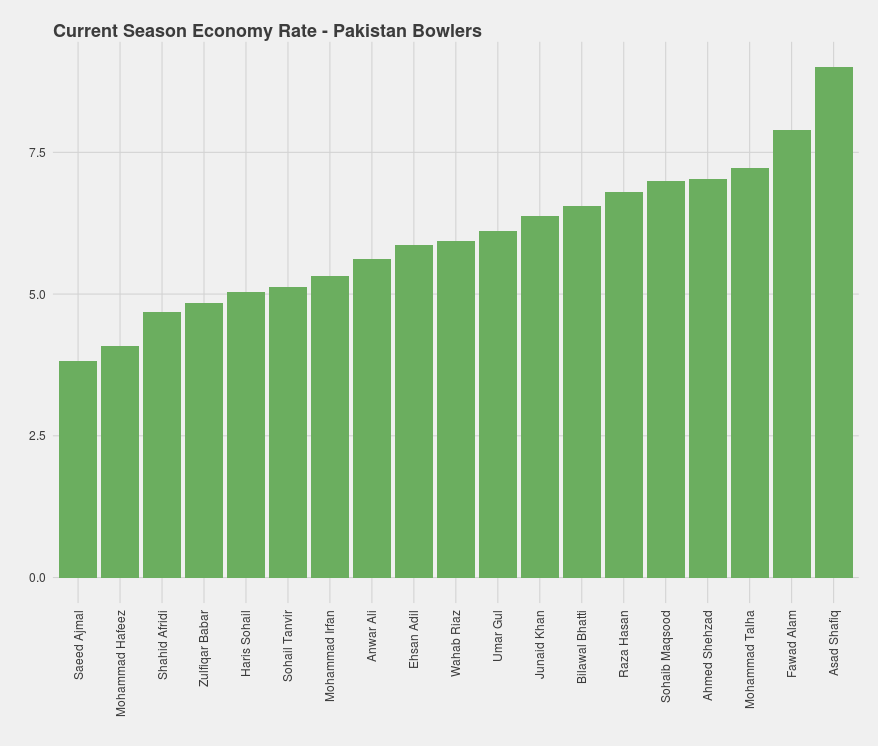 Current Season Economy Rate - Pakistan Bowlers
7.5
5.0
2.5
0.0
Saeed Ajmal
Mohammad Hafeez
Shahid Afridi
Zulfiqar Babar
Haris Sohail
Sohail Tanvir
Mohammad Irfan
Anwar Ali
Ehsan Adil
Wahab Riaz
Umar Gul
Junaid Khan
Bilawal Bhatti
Raza Hasan
Sohaib Maqsood
Ahmed Shehzad
Mohammad Talha
Fawad Alam
Asad Shafiq